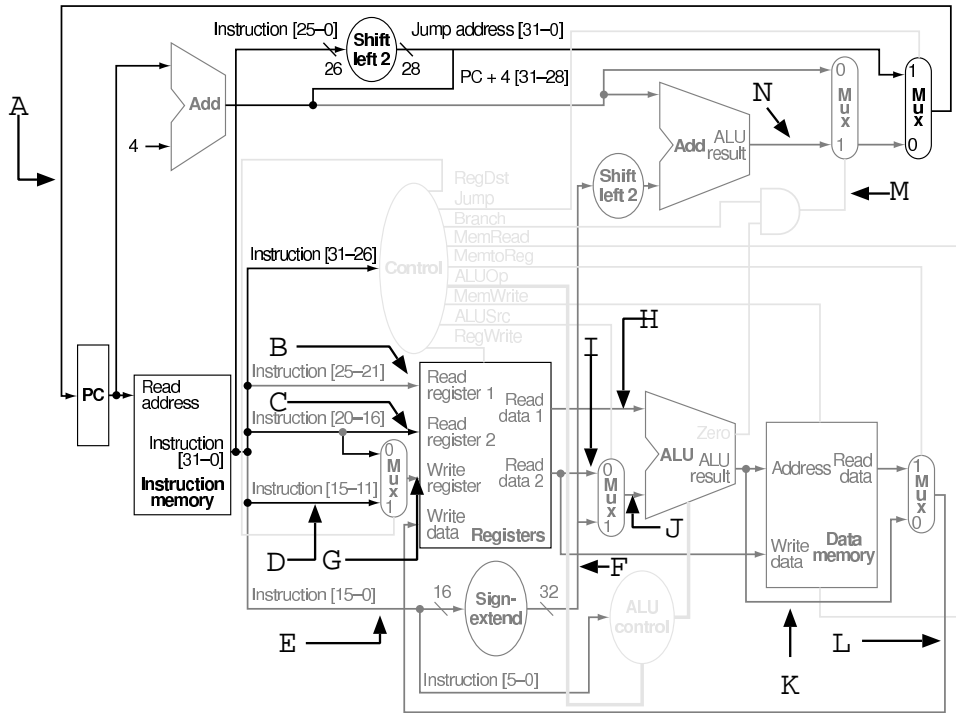 Instruction [25–0]
Shift
left 2
Jump address [31–0]
26
28
PC + 4 [31–28]
A
Add
4
0
M
u
x
1
1
M
u
x
0
N
Add
ALU
result
Shift
left 2
M
RegDst
Jump
Branch
MemRead
MemtoReg
ALUOp
MemWrite
ALUSrc
RegWrite
Instruction [31–26]
Control
B
H
I
PC
Read
address
Instruction
[31–0]
Instruction
memory
Instruction [25–21]
C
Instruction [20–16]
0
M
u
x
1
Instruction [15–11]
D
G
Read
register 1
Read
register 2
Write
register
Write
data
Read
data 1
Read
data 2
Registers
0
M
u
x
1
J
Zero
ALU
ALU
result
Address
Read
data
Write
data
Data
memory
1
M
u
x
0
F
Instruction [15–0]
16
Sign-
extend
32
ALU
control
E
K
L
Instruction [5–0]